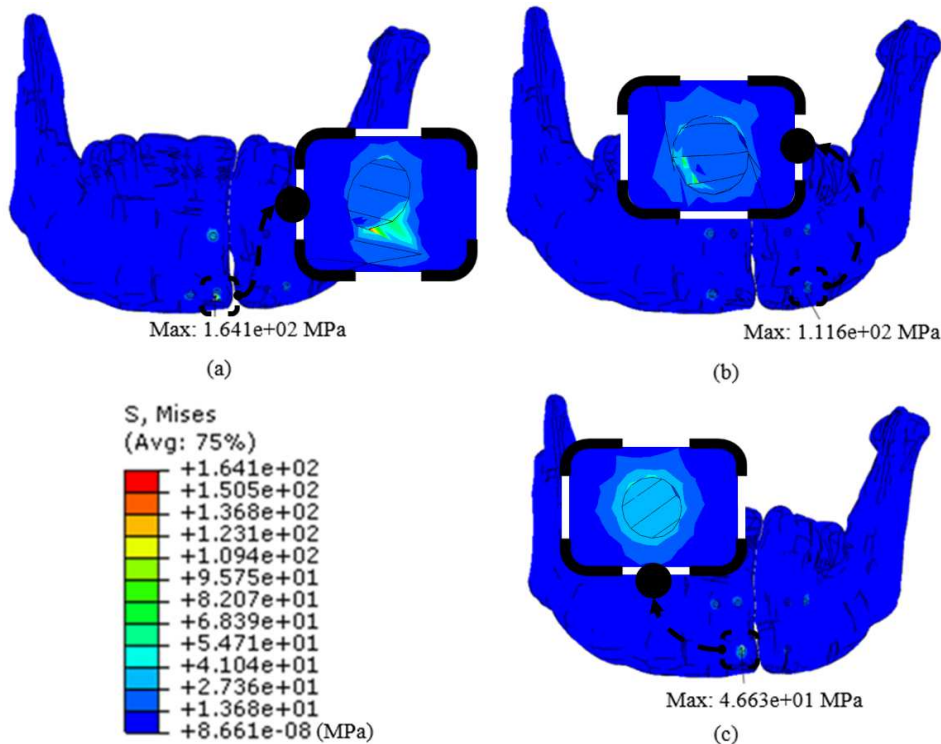 Max: 1.641e+02 MPa
(a)
Max: 1.116e+02 MPa
(b)
S, Mises
(Avg: 75%)
+1.641e+02
+1.505e+02
+1.368e+02
+1.231e+02
+1.094e+02
+9.575e+01
+8.207e+01
+6.839e+01
+5.471e+01
+4.104e+01
+2.736e+01
+1.368e+01
+8.661e-08 (MPa)
Max: 4.663e+01 MPa
(c)